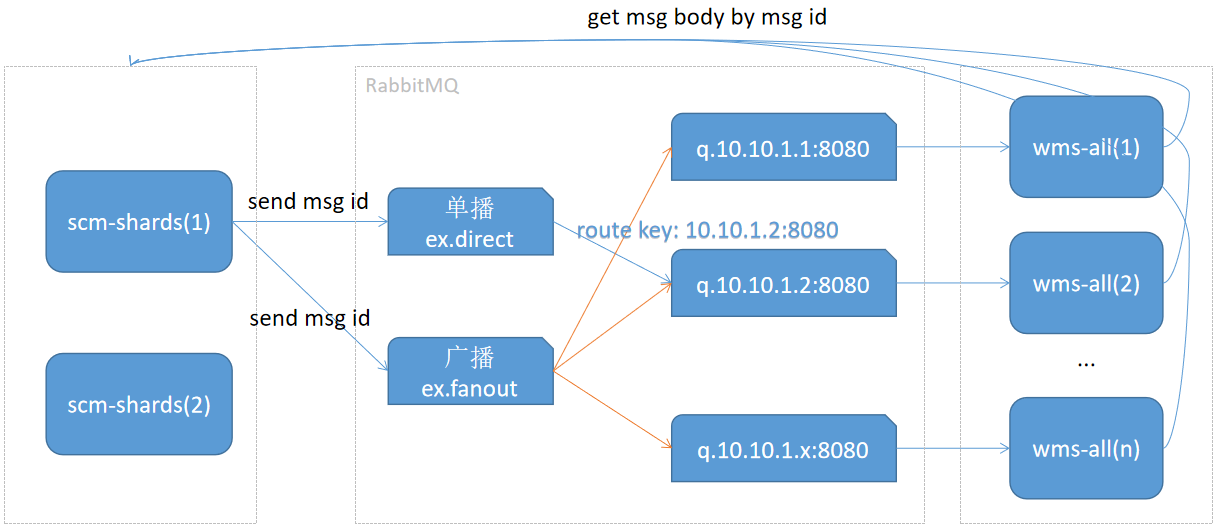 get msg body by msg id
RabbitMQ
scm-shards(1)
scm-shards(2)
send msg id
send msg id
单播
ex.direct
广播
ex.fanout
route key: 10.10.1.2:8080
q.10.10.1.1:8080
q.10.10.1.2:8080
q.10.10.1.x:8080
wms-all(1)
wms-all(2)
...
wms-all(n)